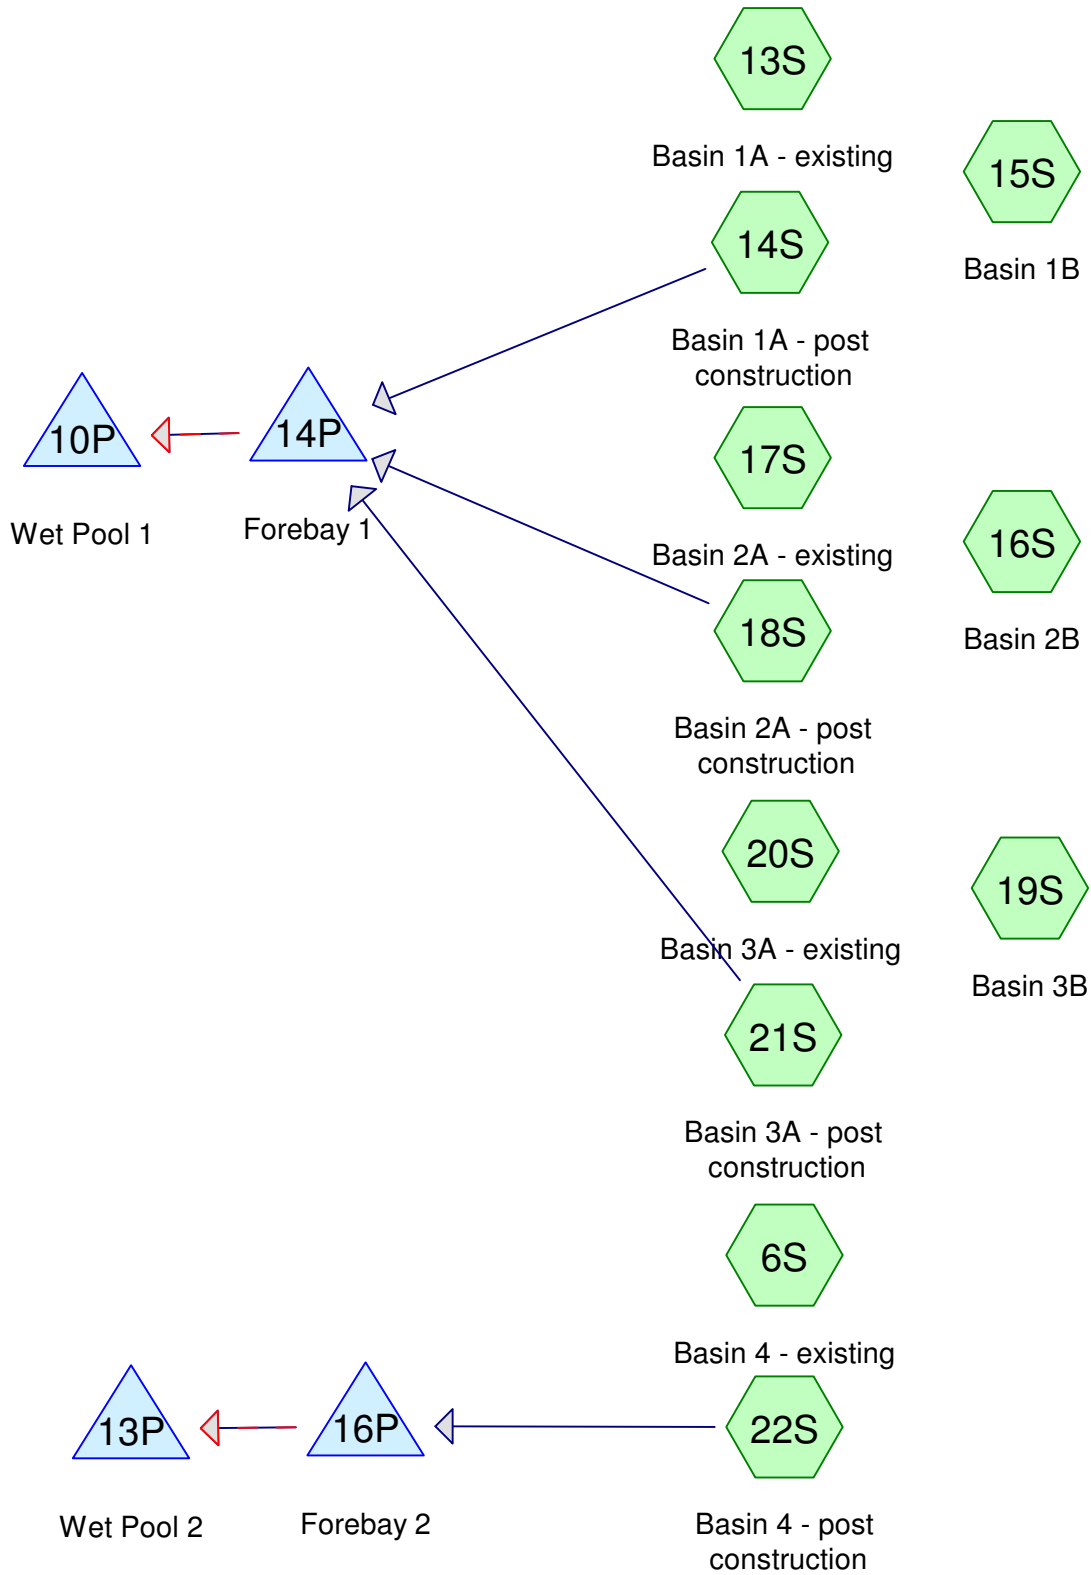 13S
Basin 1A - existing
15S
Basin 1B
14S
Basin 1A - post
construction
10P
Wet Pool 1
14P
Forebay 1
17S
Basin 2A - existing
16S
Basin 2B
18S
Basin 2A - post
construction
20S
Basin 3A - existing
19S
Basin 3B
21S
Basin 3A - post
construction
6S
Basin 4 - existing
13P
Wet Pool 2
16P
Forebay 2
22S
Basin 4 - post
construction